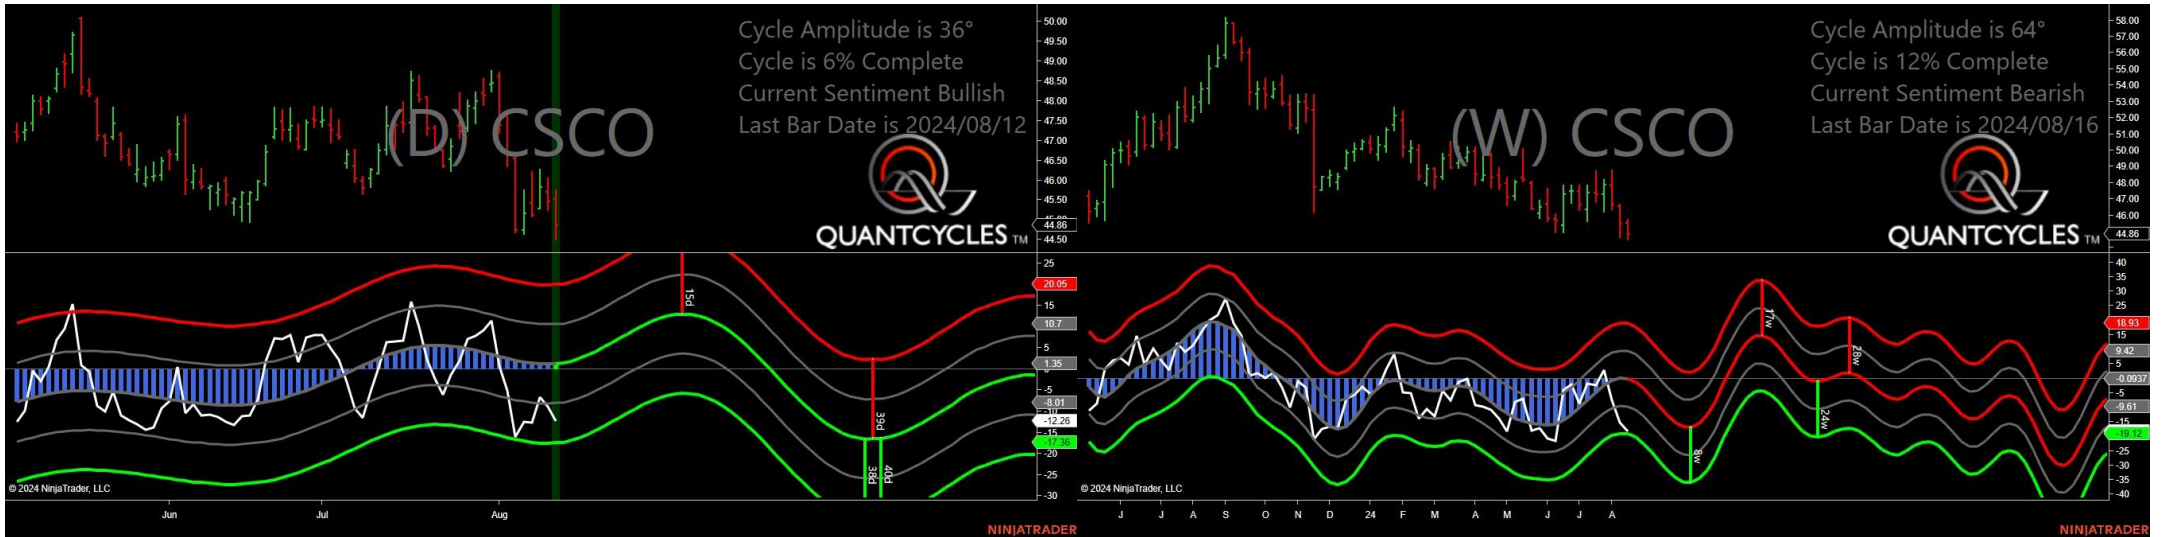 Cycle Amplitude is 36°
Cycle is 6% Complete
Current Sentiment Bullish
Last Bar Date is 2024/08/12
(D) CSCO
QUANTCYCLES TM
50.00
49.50
49.00
48.50
48.00
47.50
47.00
46.50
46.00
45.50
44.86
44.50
25
20.05
15
10.7
5
1.35
-5
-8.01
-10
-12.26
-15
-17.36
-20
-25
-30
15d
39d
38d
40d
© 2024 NinjaTrader, LLC
Jun Jul Aug
NINJATRADER
Cycle Amplitude is 64°
Cycle is 12% Complete
Current Sentiment Bearish
Last Bar Date is 2024/08/16
(W) CSCO
QUANTCYCLES TM
58.00
57.00
56.00
55.00
54.00
53.00
52.00
51.00
50.00
49.00
48.00
47.00
46.00
44.86
40
35
30
25
18.93
15
9.42
5
-0.0937
-5
-9.61
-15
-19.12
-25
-30
-35
-40
17w
28w
24w
8w
© 2024 NinjaTrader, LLC
J J A S O N D 24 F M A M J J A
NINJATRADER